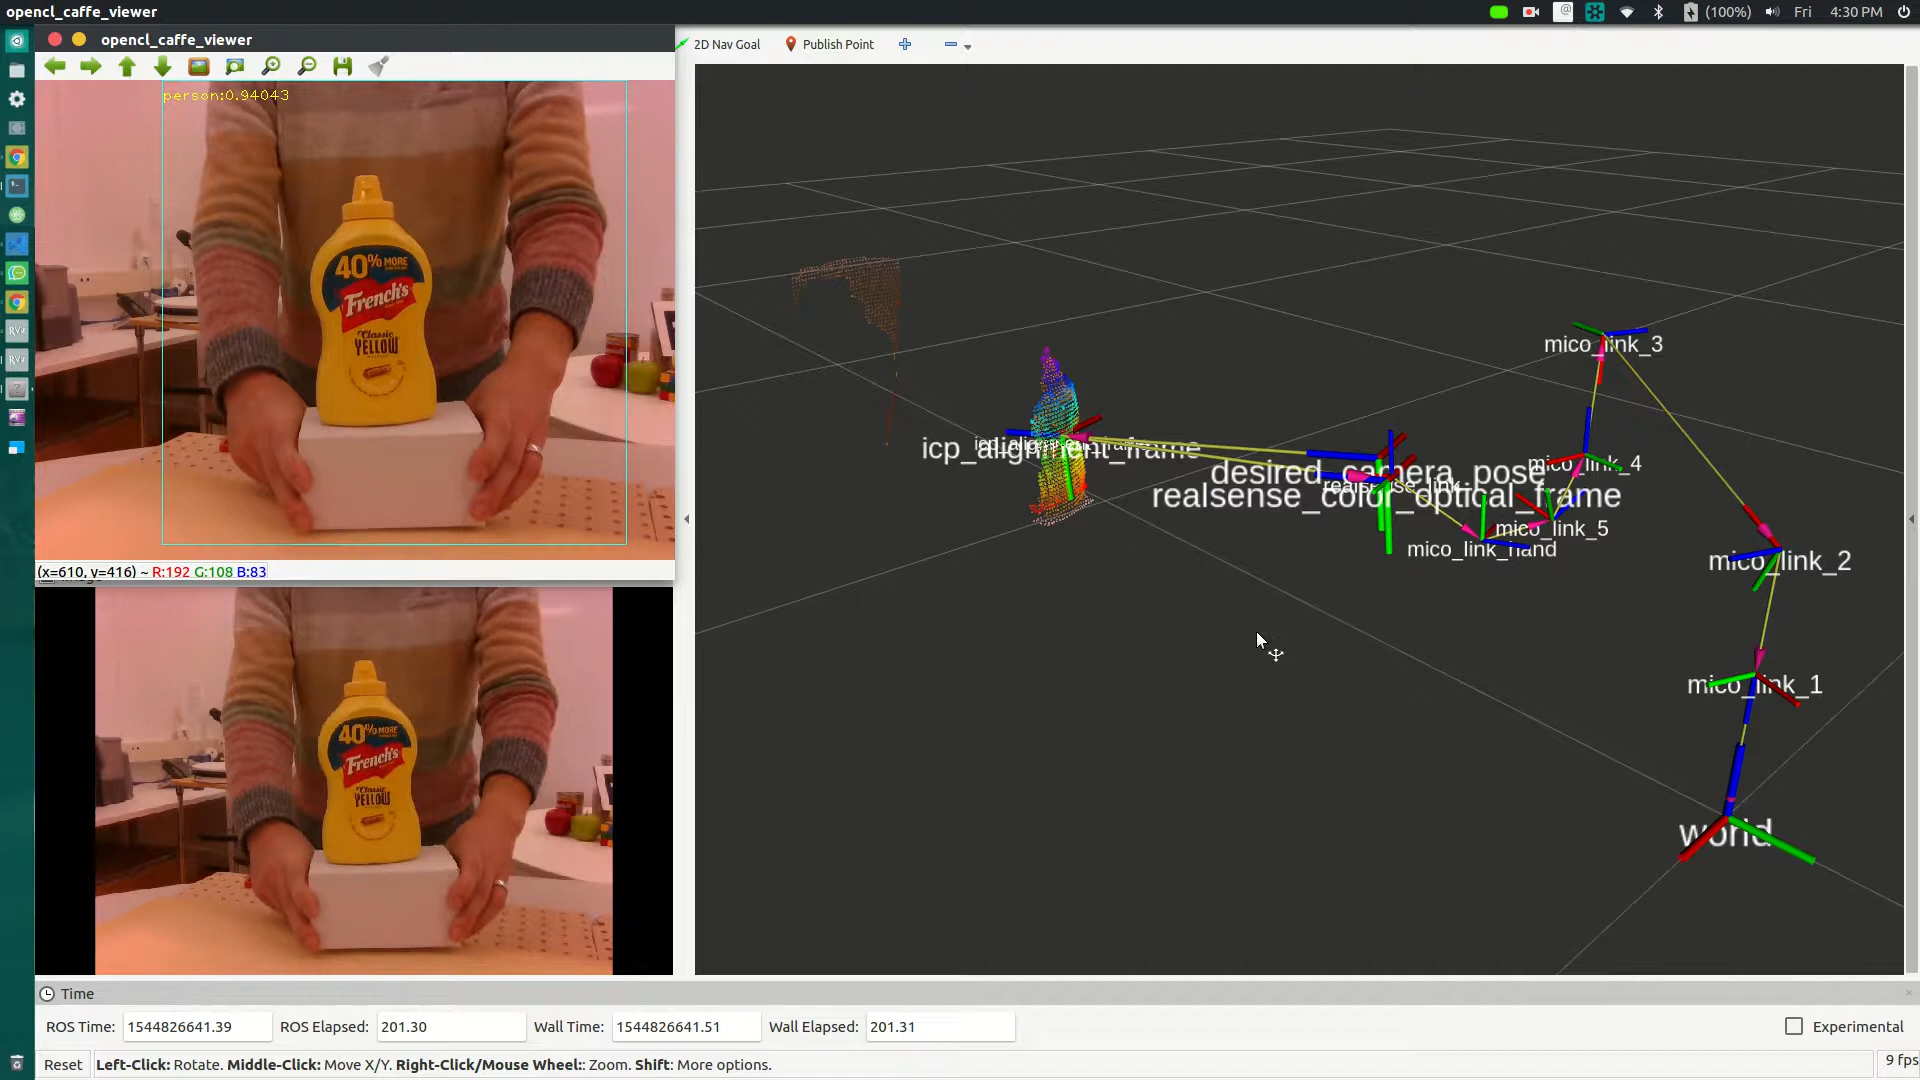 opencl_caffe_viewer
(100%)
Fri
4:30 PM
opencl_caffe_viewer
2D Nav Goal
Publish Point
person:0.94043
40% MORE
French's
Classic
YELLOW
(x=610, y=416) ~ R:192 G:108 B:83
40% MORE
French's
Classic
YELLOW
mico_link_3
icp_alignment_frame
desired_camera_pose
mico_link_4
realsense_link
realsense_color_optical_frame
mico_link_5
mico_link_hand
mico_link_2
mico_link_1
world
Time
ROS Time: 1544826641.39 ROS Elapsed: 201.30 Wall Time: 1544826641.51 Wall Elapsed: 201.31 Experimental
Reset Left-Click: Rotate. Middle-Click: Move X/Y. Right-Click/Mouse Wheel:: Zoom. Shift: More options. 9 fps